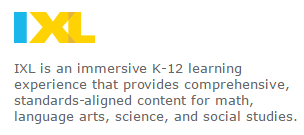 IXL
IXL is an immersive K-12 learning
experience that provides comprehensive,
standards-aligned content for math,
language arts, science, and social studies.